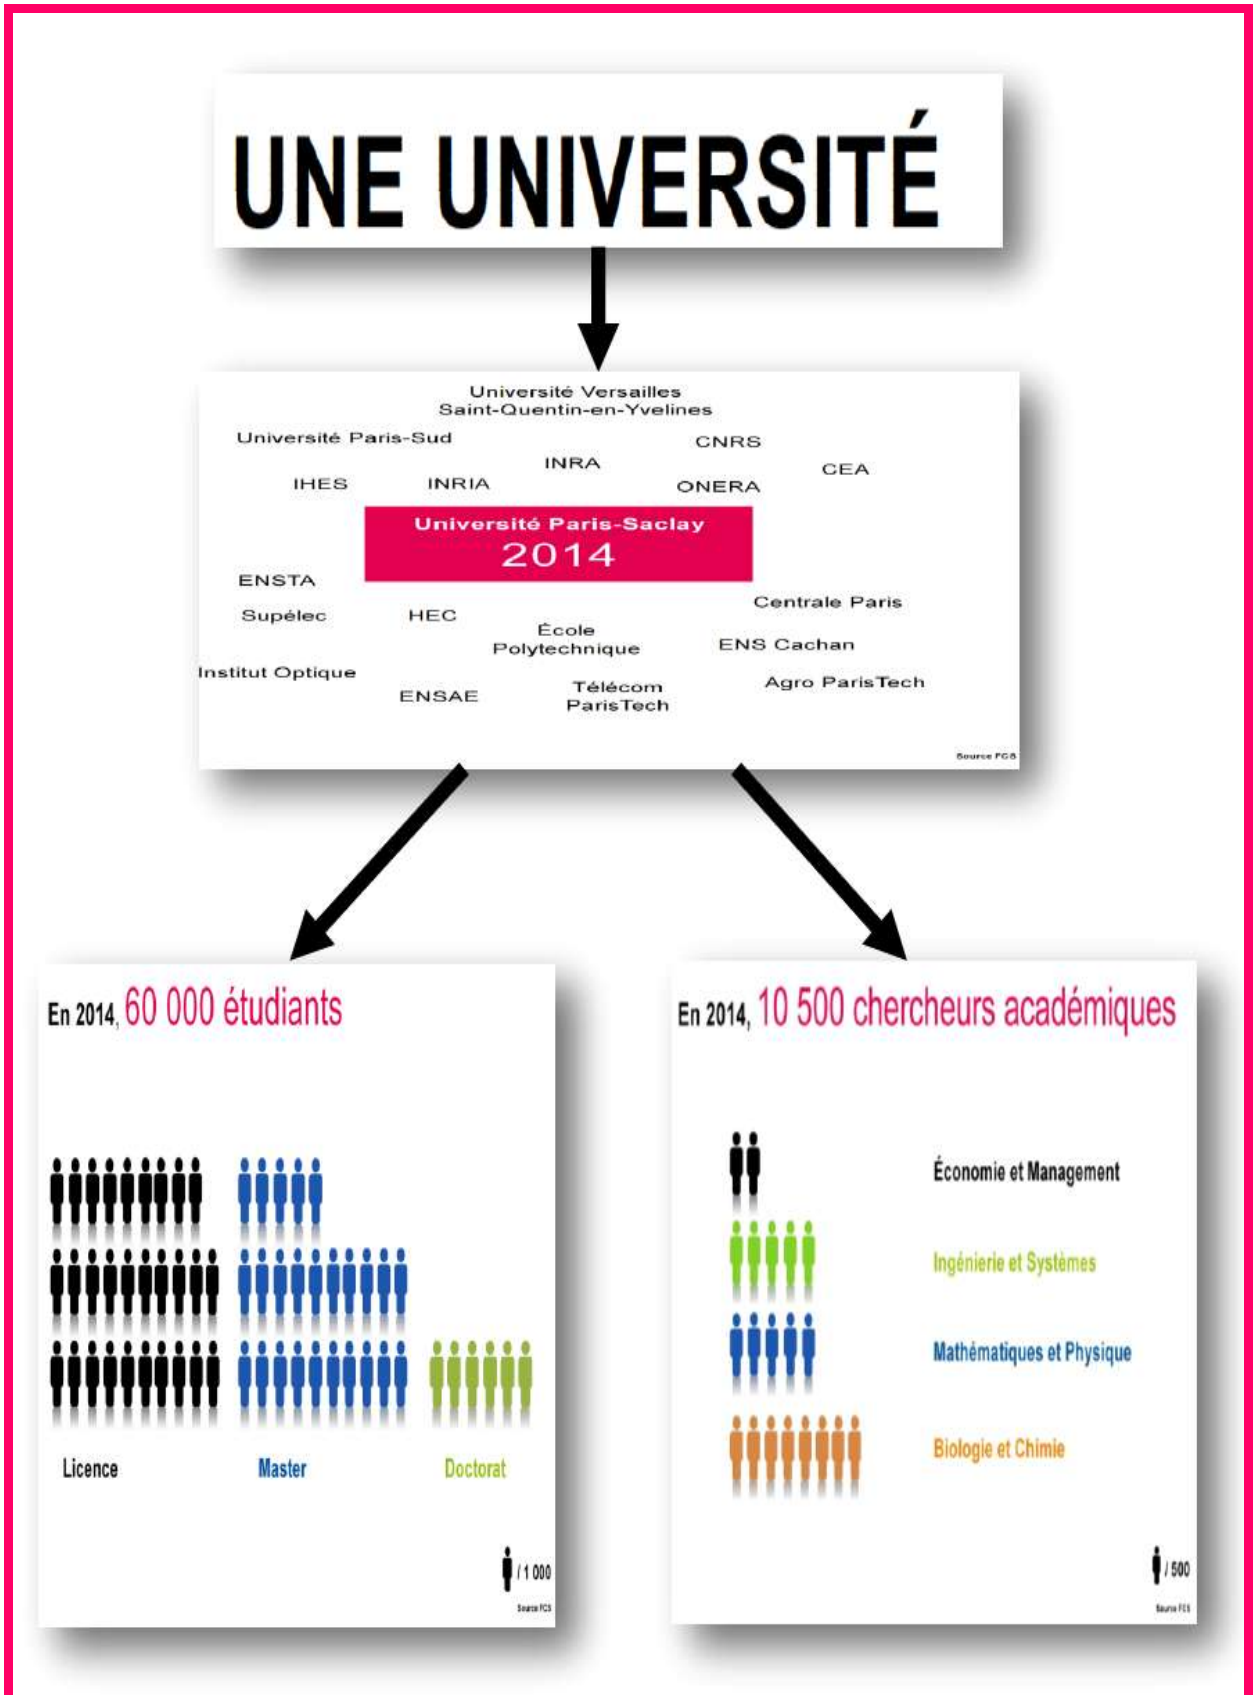 UNE UNIVERSITÉ
Université Versailles
Saint-Quentin-en-Yvelines
Université Paris-Sud
CNRS
INRA
CEA
IHES
INRIA
ONERA
Université Paris-Saclay
2014
ENSTA
Centrale Paris
Supélec
HEC
École
Polytechnique
ENS Cachan
Institut Optique
ENSAE
Télécom
ParisTech
Agro ParisTech
Source FCS
En 2014, 60 000 étudiants
Licence
Master
Doctorat
/ 1 000
Source FCS
En 2014, 10 500 chercheurs académiques
Économie et Management
Ingénierie et Systèmes
Mathématiques et Physique
Biologie et Chimie
/ 500
Source FCS